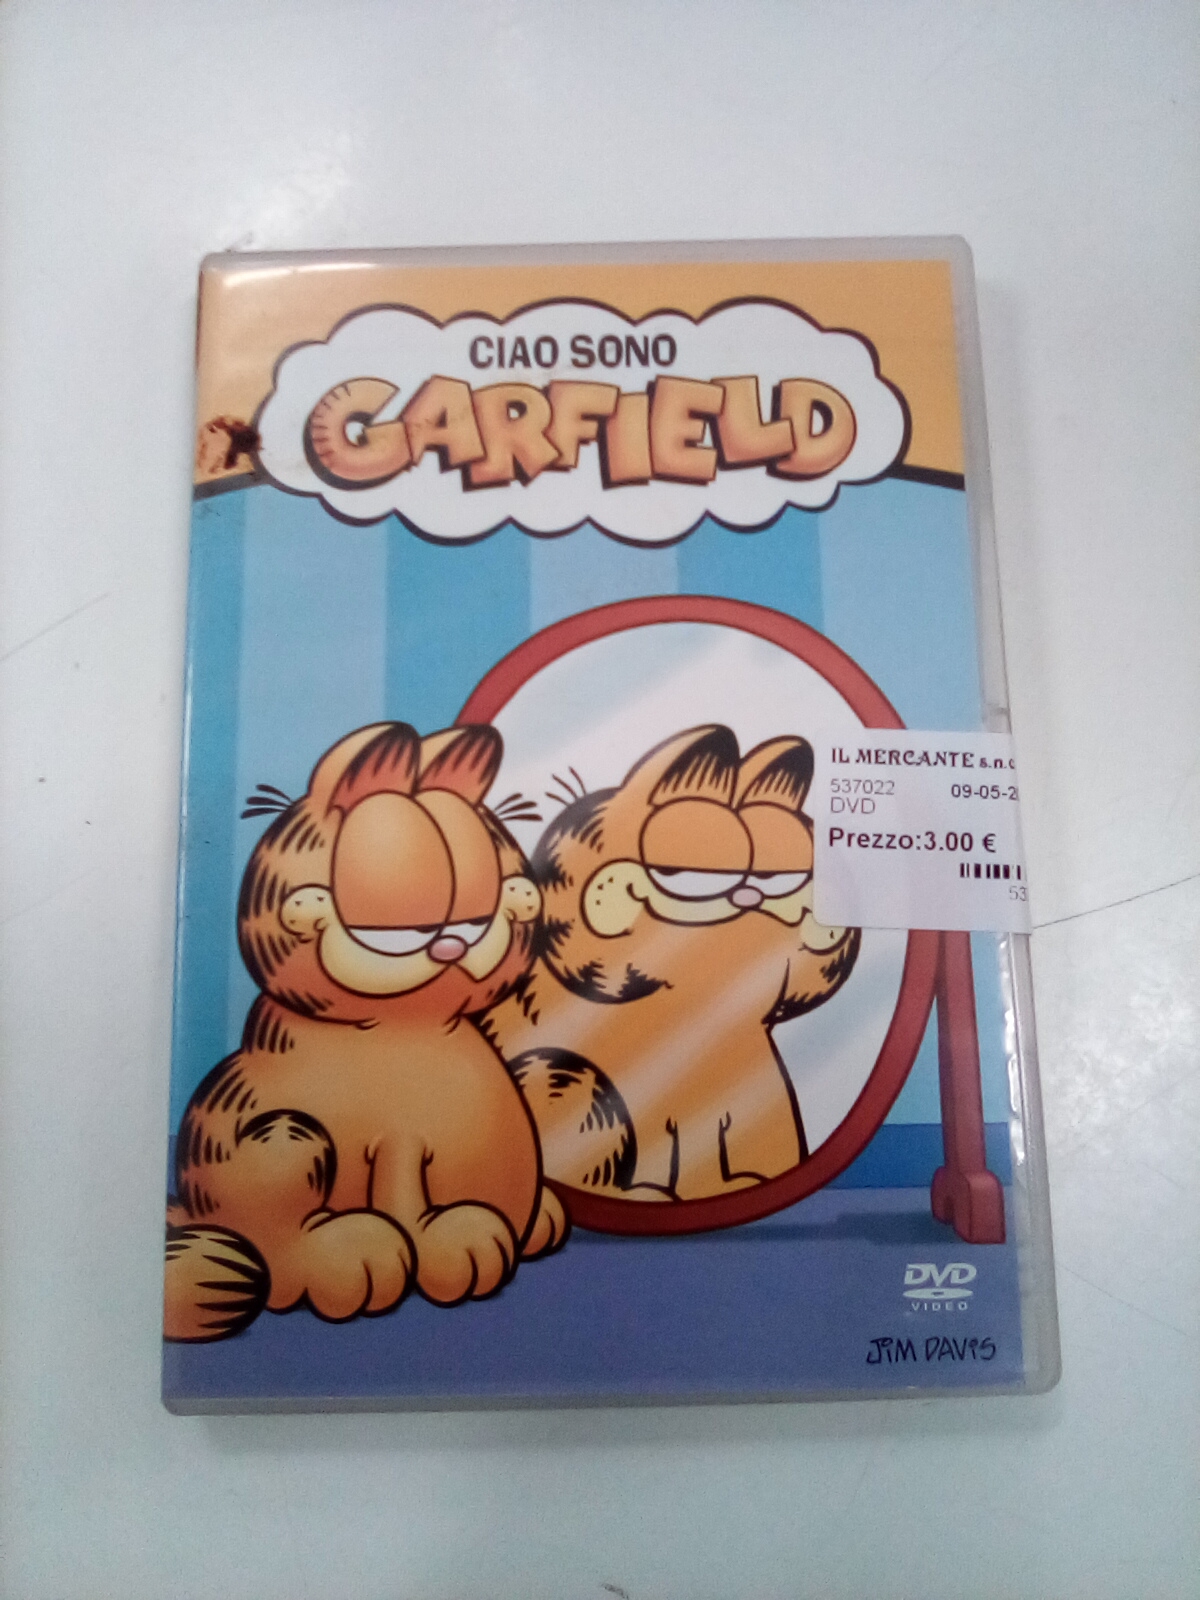 CIAO SONO
GARFIELD
IL MERCANTE s.n.c
537022 09-05-2
DVD
Prezzo:3.00 €
53
DVD
VIDEO
JIM DAVIS